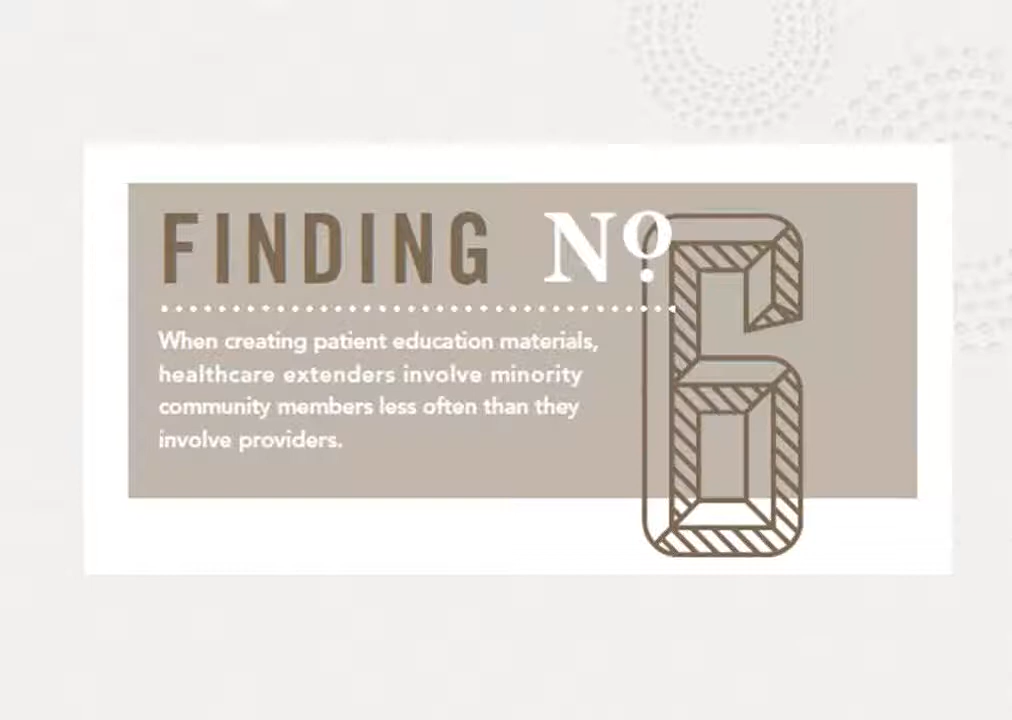 FINDING Nº 6
When creating patient education materials,
healthcare extenders involve minority
community members less often than they
involve providers.